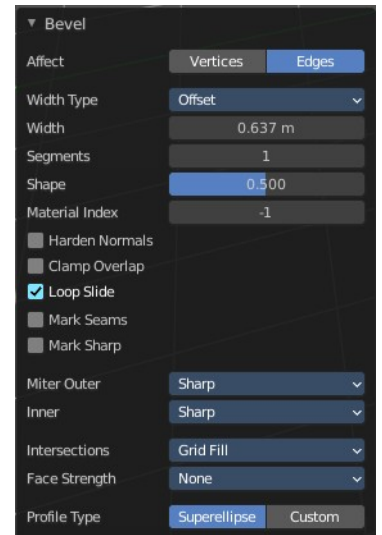 Bevel
Affect Vertices Edges
Width Type Offset
Width 0.637 m
Segments 1
Shape 0.500
Material Index -1
Harden Normals
Clamp Overlap
Loop Slide
Mark Seams
Mark Sharp
Miter Outer Sharp
Inner Sharp
Intersections Grid Fill
Face Strength None
Profile Type Superellipse Custom